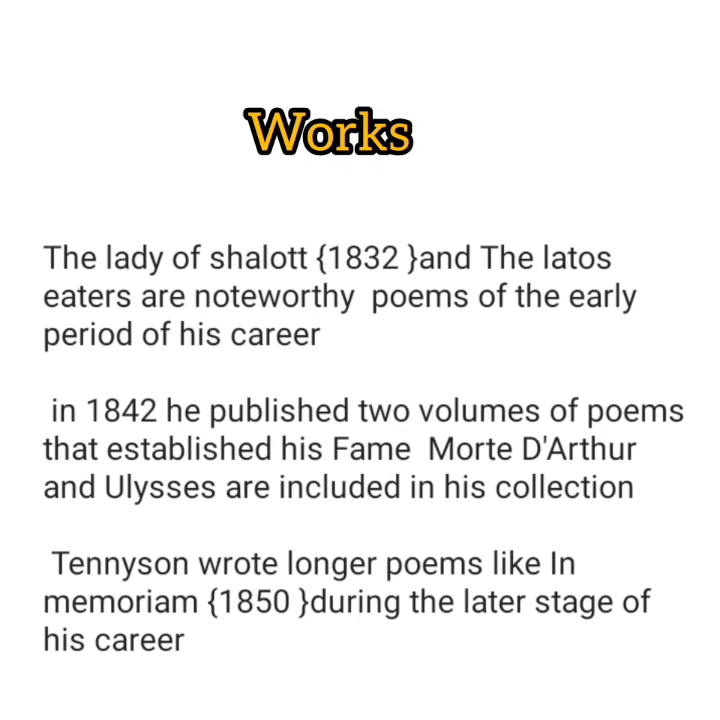 Works
The lady of shalott {1832 }and The latos
eaters are noteworthy poems of the early
period of his career
in 1842 he published two volumes of poems
that established his Fame Morte D'Arthur
and Ulysses are included in his collection
Tennyson wrote longer poems like In
memoriam {1850 }during the later stage of
his career